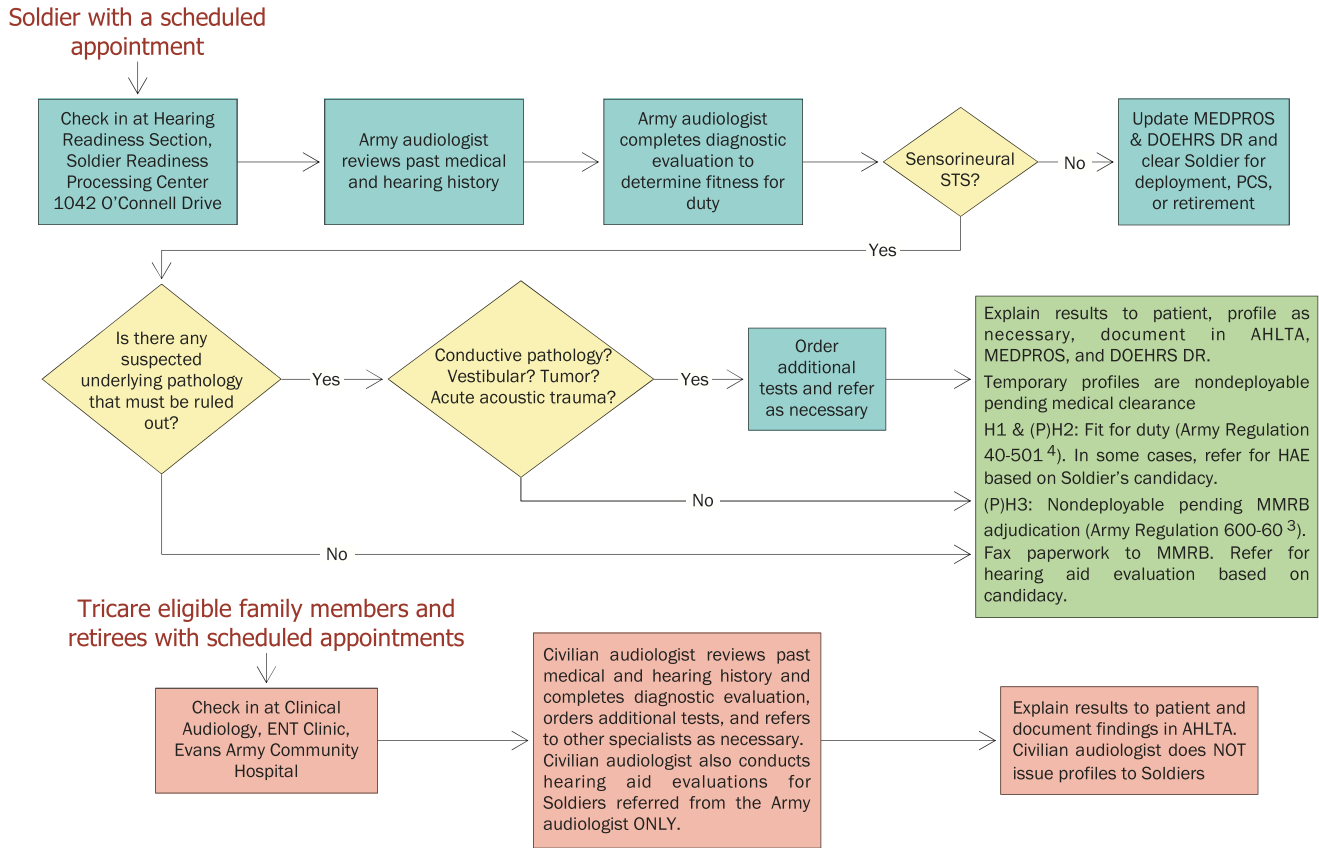 Soldier with a scheduled
appointment
Check in at Hearing
Readiness Section,
Soldier Readiness
Processing Center
1042 O’Connell Drive
Army audiologist
reviews past medical
and hearing history
Army audiologist
completes diagnostic
evaluation to
determine fitness for
duty
Sensorineural
STS?
No
Update MEDPROS
& DOEHRS DR and
clear Soldier for
deployment, PCS,
or retirement
Yes
Is there any
suspected
underlying pathology
that must be ruled
out?
Yes
Conductive pathology?
Vestibular? Tumor?
Acute acoustic trauma?
Yes
Order
additional
tests and refer
as necessary
No
No
Explain results to patient, profile as
necessary, document in AHLTA,
MEDPROS, and DOEHRS DR.
Temporary profiles are nondeployable
pending medical clearance
H1 & (P)H2: Fit for duty (Army Regulation
40-501 4). In some cases, refer for HAE
based on Soldier’s candidacy.
(P)H3: Nondeployable pending MMRB
adjudication (Army Regulation 600-60 3).
Fax paperwork to MMRB. Refer for
hearing aid evaluation based on
candidacy.
Tricare eligible family members and
retirees with scheduled appointments
Check in at Clinical
Audiology, ENT Clinic,
Evans Army Community
Hospital
Civilian audiologist reviews past
medical and hearing history and
completes diagnostic evaluation,
orders additional tests, and refers
to other specialists as necessary.
Civilian audiologist also conducts
hearing aid evaluations for
Soldiers referred from the Army
audiologist ONLY.
Explain results to patient and
document findings in AHLTA.
Civilian audiologist does NOT
issue profiles to Soldiers